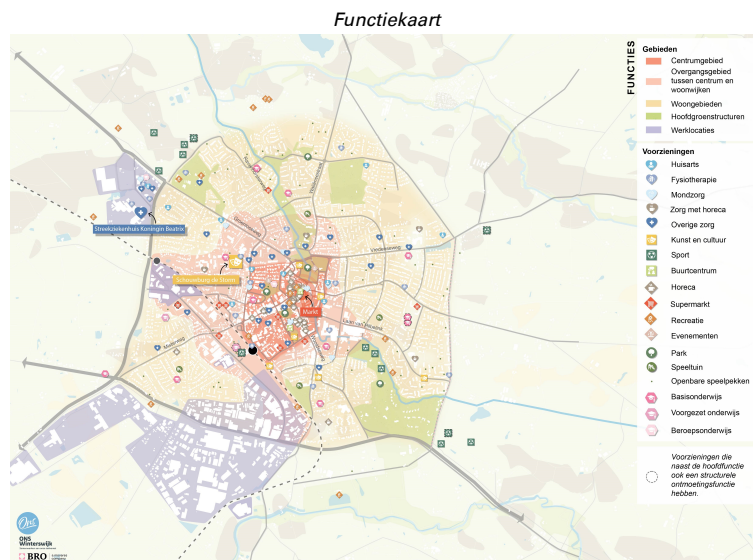 Functiekaart
FUNCTIES
Gebieden
Centrumgebied
Overgangsgebied
tussen centrum en
woonwijken
Woongebieden
Hoofdgroenstructuren
Werklocaties
Voorzieningen
Huisarts
Fysiotherapie
Mondzorg
Zorg met horeca
Overige zorg
Kunst en cultuur
Sport
Buurtcentrum
Horeca
Supermarkt
Recreatie
Evenementen
Park
Speeltuin
Openbare speelpekken
Basisonderwijs
Voorgezet onderwijs
Beroepsonderwijs
Voorzieningen die
naast de hoofdfunctie
ook een structurele
ontmoetingsfunctie
hebben.
Streekziekenhuis Koningin Beatrix
Schouwburg de Storm
Markt
Vredenseweg
Misterweg
Ons
ONS
Winterswijk
BRO